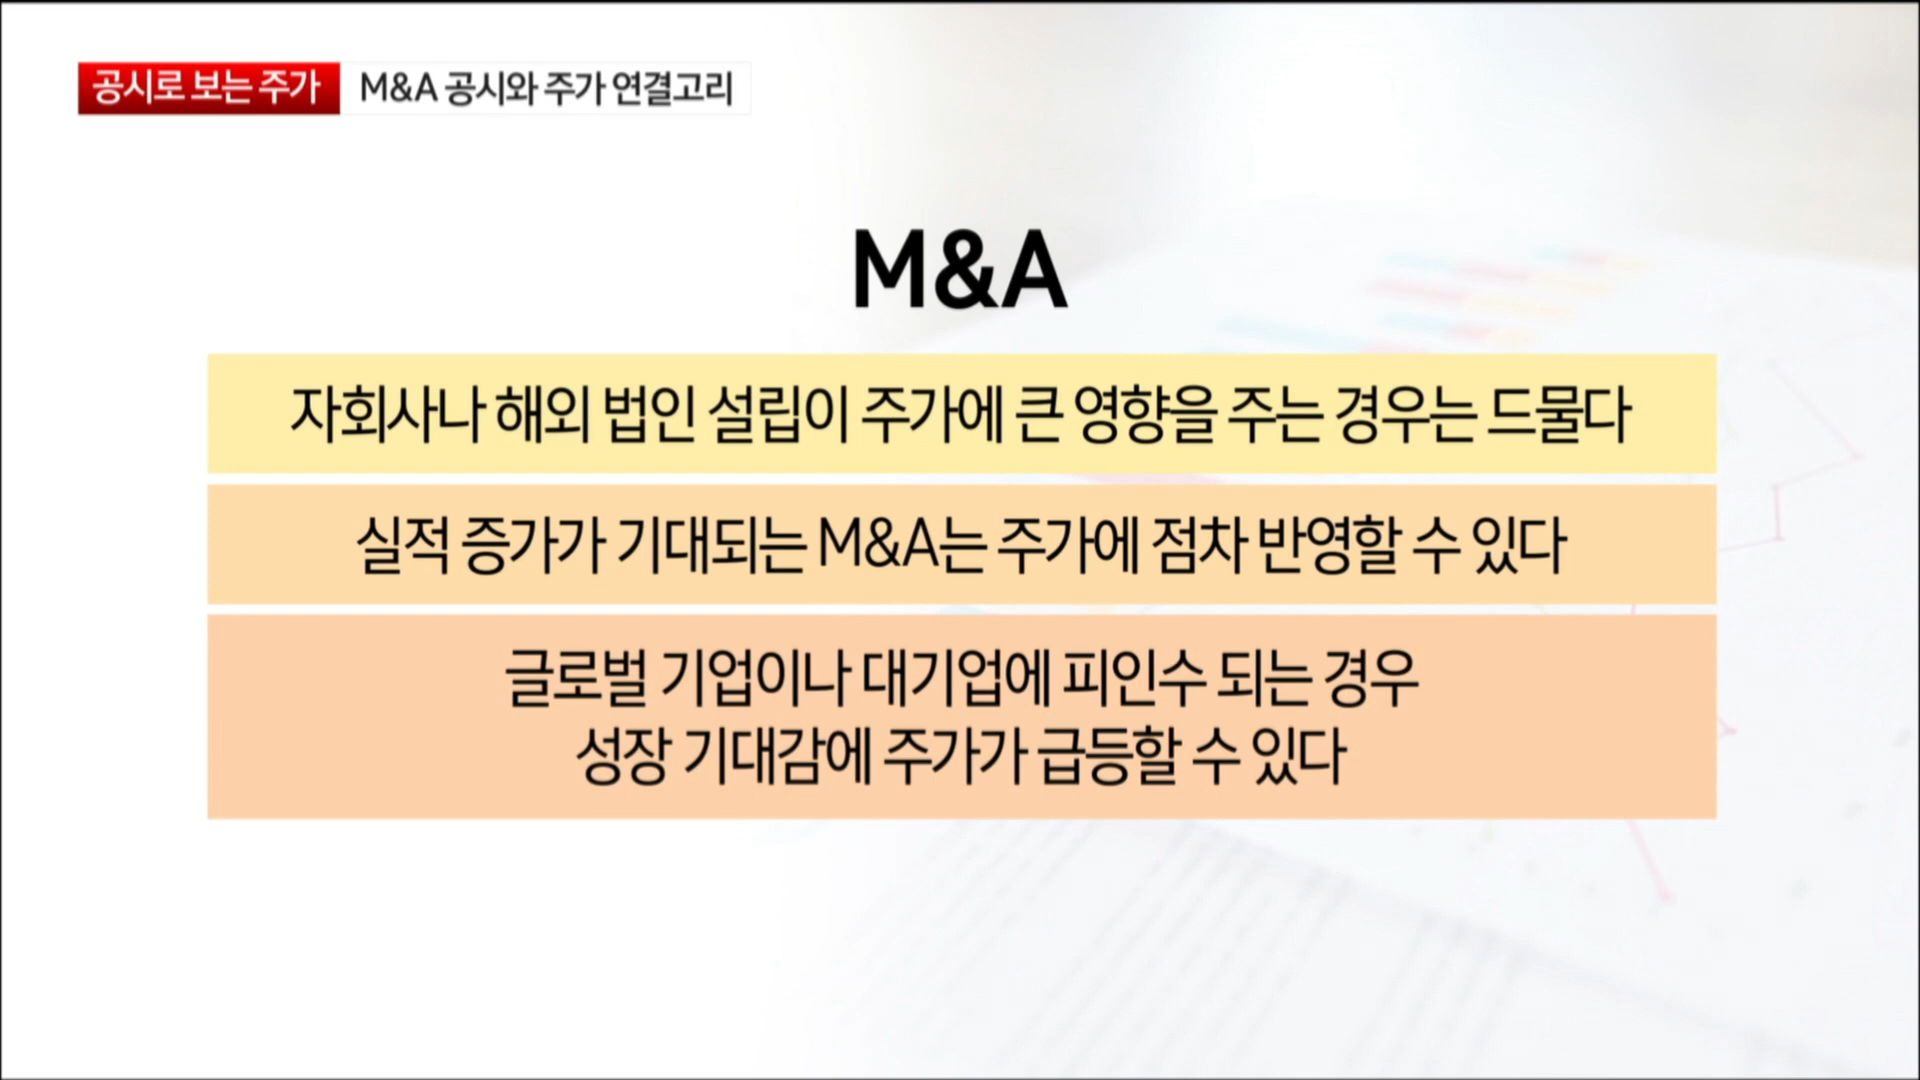 공시로 보는 주가
M&A 공시와 주가 연결고리
M&A
자회사나 해외 법인 설립이 주가에 큰 영향을 주는 경우는 드물다
실적 증가가 기대되는 M&A는 주가에 점차 반영할 수 있다
글로벌 기업이나 대기업에 피인수 되는 경우
성장 기대감에 주가가 급등할 수 있다